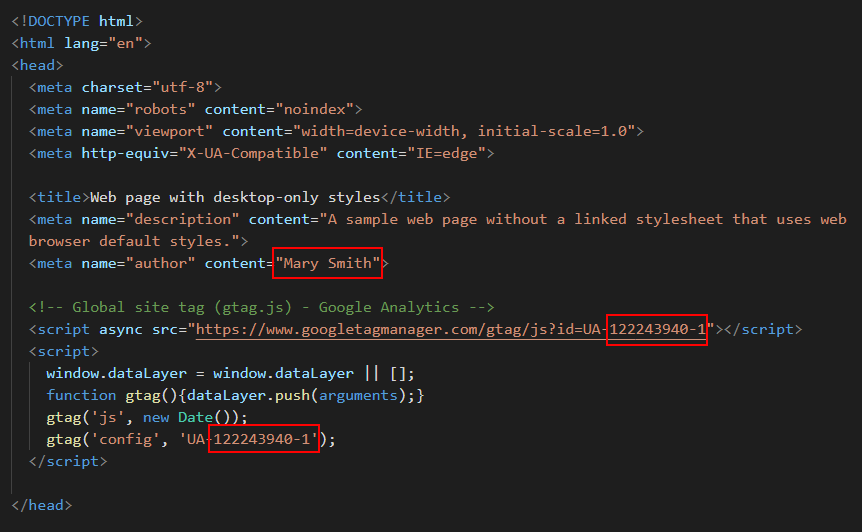 <!DOCTYPE html>
<html lang="en">
<head>
<meta charset="utf-8">
<meta name="robots" content="noindex">
<meta name="viewport" content="width=device-width, initial-scale=1.0">
<meta http-equiv="X-UA-Compatible" content="IE=edge">
<title>Web page with desktop-only styles</title>
<meta name="description" content="A sample web page without a linked stylesheet that uses web
browser default styles.">
<meta name="author" content="Mary Smith">
<!-- Global site tag (gtag.js) - Google Analytics -->
<script async src="https://www.googletagmanager.com/gtag/js?id=UA-122243940-1"></script>
<script>
window.dataLayer = window.dataLayer || [];
function gtag(){dataLayer.push(arguments);}
gtag('js', new Date());
gtag('config', 'UA-122243940-1');
</script>
</head>